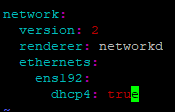 network:
  version: 2
  renderer: networkd
  ethernets:
    ens192:
      dhcp4: true
~